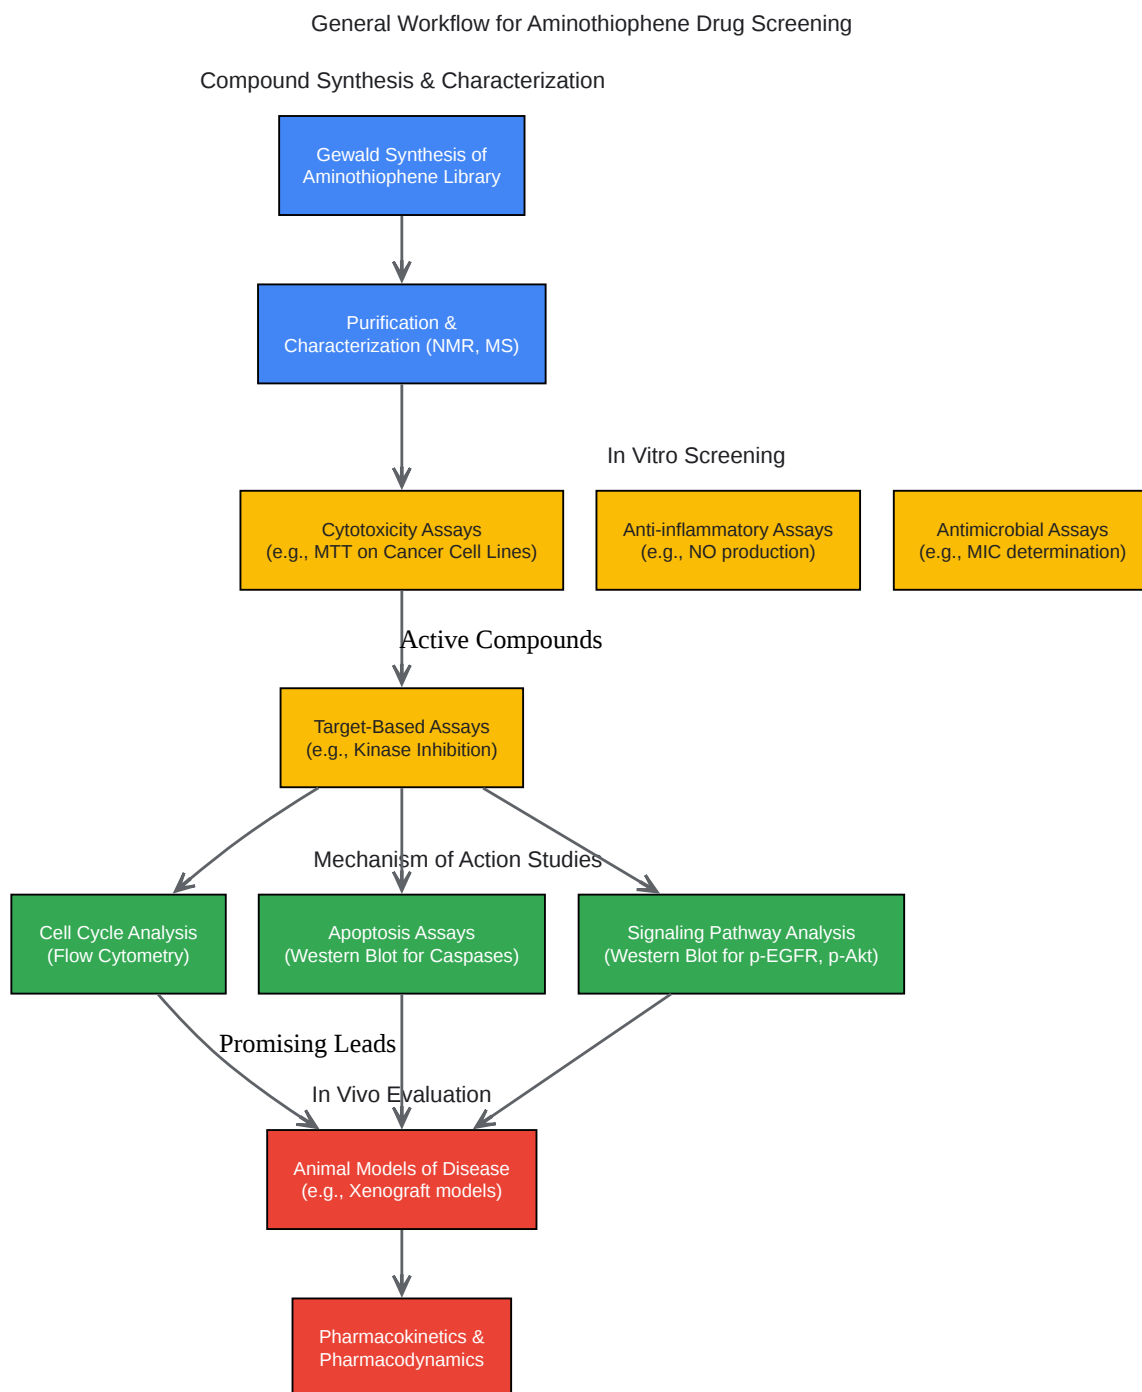 General Workflow for Aminothiophene Drug Screening
Compound Synthesis & Characterization
Gewald Synthesis of
Aminothiophene Library
Purification &
Characterization (NMR, MS)
In Vitro Screening
Cytotoxicity Assays
(e.g., MTT on Cancer Cell Lines)
Anti-inflammatory Assays
(e.g., NO production)
Antimicrobial Assays
(e.g., MIC determination)
Active Compounds
Target-Based Assays
(e.g., Kinase Inhibition)
Mechanism of Action Studies
Cell Cycle Analysis
(Flow Cytometry)
Apoptosis Assays
(Western Blot for Caspases)
Signaling Pathway Analysis
(Western Blot for p-EGFR, p-Akt)
Promising Leads
In Vivo Evaluation
Animal Models of Disease
(e.g., Xenograft models)
Pharmacokinetics &
Pharmacodynamics